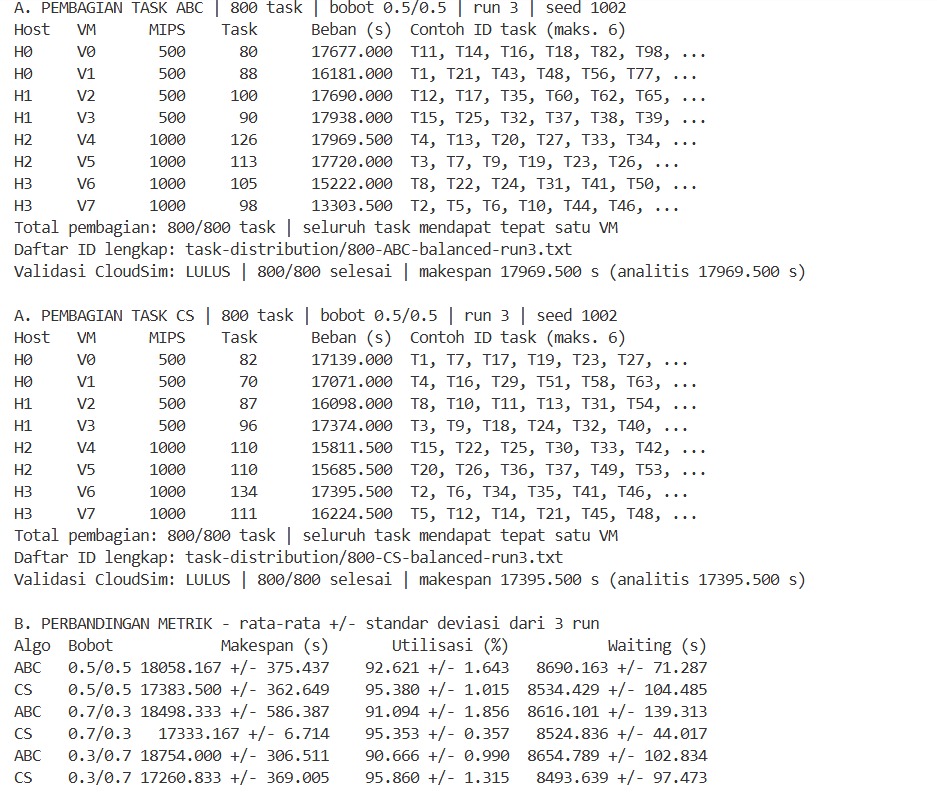 A. PEMBAGIAN TASK ABC | 800 task | bobot 0.5/0.5 | run 3 | seed 1002
Host VM MIPS Task Beban (s) Contoh ID task (maks. 6)
H0 V0 500 80 17677.000 T11, T14, T16, T18, T82, T98, ...
H0 V1 500 88 16181.000 T1, T21, T43, T48, T56, T77, ...
H1 V2 500 100 17690.000 T12, T17, T35, T60, T62, T65, ...
H1 V3 500 90 17938.000 T15, T25, T32, T37, T38, T39, ...
H2 V4 1000 126 17969.500 T4, T13, T20, T27, T33, T34, ...
H2 V5 1000 113 17720.000 T3, T7, T9, T19, T23, T26, ...
H3 V6 1000 105 15222.000 T8, T22, T24, T31, T41, T50, ...
H3 V7 1000 98 13303.500 T2, T5, T6, T10, T44, T46, ...
Total pembagian: 800/800 task | seluruh task mendapat tepat satu VM
Daftar ID lengkap: task-distribution/800-ABC-balanced-run3.txt
Validasi CloudSim: LULUS | 800/800 selesai | makespan 17969.500 s (analitis 17969.500 s)
A. PEMBAGIAN TASK CS | 800 task | bobot 0.5/0.5 | run 3 | seed 1002
Host VM MIPS Task Beban (s) Contoh ID task (maks. 6)
H0 V0 500 82 17139.000 T1, T7, T17, T19, T23, T27, ...
H0 V1 500 70 17071.000 T4, T16, T29, T51, T58, T63, ...
H1 V2 500 87 16098.000 T8, T10, T11, T13, T31, T54, ...
H1 V3 500 96 17374.000 T3, T9, T18, T24, T32, T40, ...
H2 V4 1000 110 15811.500 T15, T22, T25, T30, T33, T42, ...
H2 V5 1000 110 15685.500 T20, T26, T36, T37, T49, T53, ...
H3 V6 1000 134 17395.500 T2, T6, T34, T35, T41, T46, ...
H3 V7 1000 111 16224.500 T5, T12, T14, T21, T45, T48, ...
Total pembagian: 800/800 task | seluruh task mendapat tepat satu VM
Daftar ID lengkap: task-distribution/800-CS-balanced-run3.txt
Validasi CloudSim: LULUS | 800/800 selesai | makespan 17395.500 s (analitis 17395.500 s)
B. PERBANDINGAN METRIK - rata-rata +/- standar deviasi dari 3 run
Algo Bobot Makespan (s) Utilisasi (%) Waiting (s)
ABC 0.5/0.5 18058.167 +/- 375.437 92.621 +/- 1.643 8690.163 +/- 71.287
CS 0.5/0.5 17383.500 +/- 362.649 95.380 +/- 1.015 8534.429 +/- 104.485
ABC 0.7/0.3 18498.333 +/- 586.387 91.094 +/- 1.856 8616.101 +/- 139.313
CS 0.7/0.3 17333.167 +/- 6.714 95.353 +/- 0.357 8524.836 +/- 44.017
ABC 0.3/0.7 18754.000 +/- 306.511 90.666 +/- 0.990 8654.789 +/- 102.834
CS 0.3/0.7 17260.833 +/- 369.005 95.860 +/- 1.315 8493.639 +/- 97.473